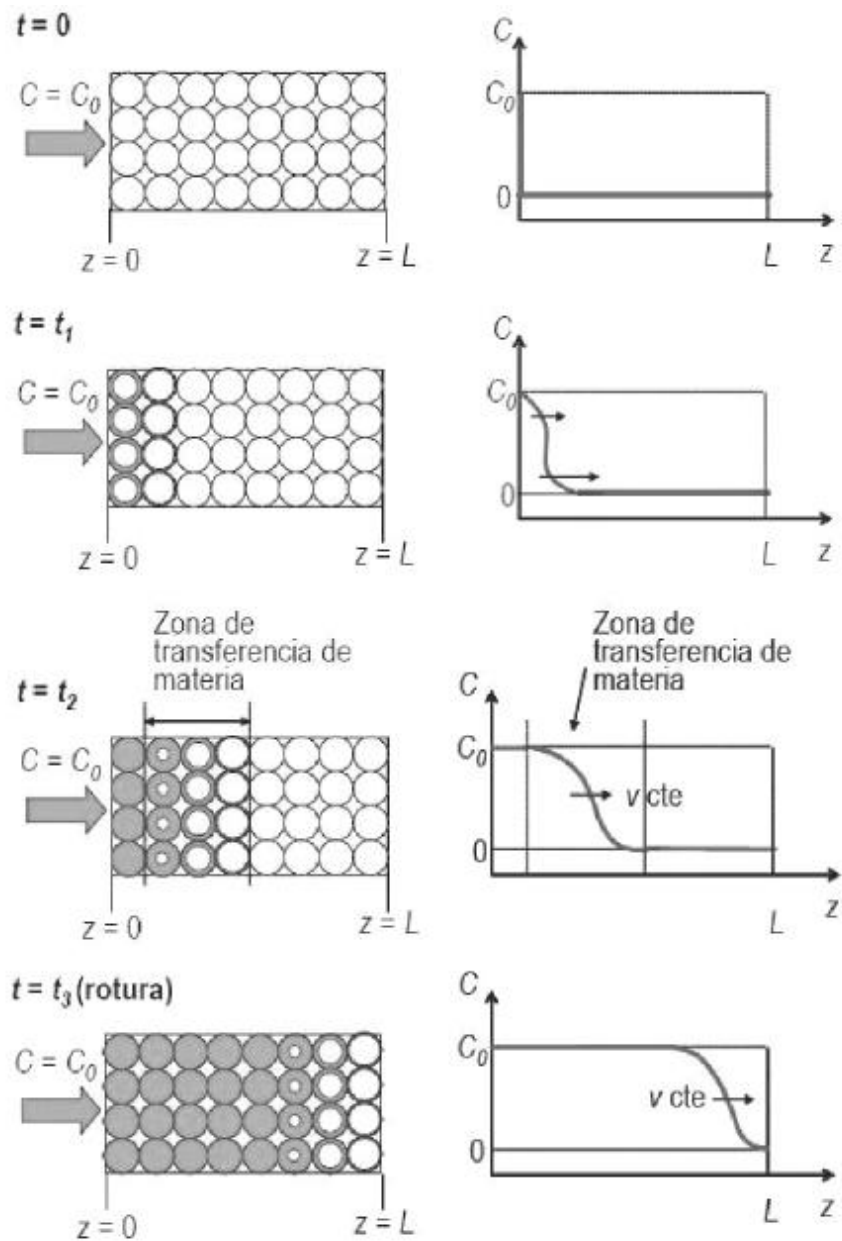 t = 0
C = C₀
z = 0
z = L
C
C₀
0
L
z
t = t₁
C = C₀
z = 0
z = L
C
C₀
0
L
z
Zona de
transferencia de
materia
t = t₂
C = C₀
z = 0
z = L
Zona de
transferencia de
materia
C
C₀
v cte
0
L
z
t = t₃ (rotura)
C = C₀
z = 0
z = L
C
C₀
v cte
0
L
z